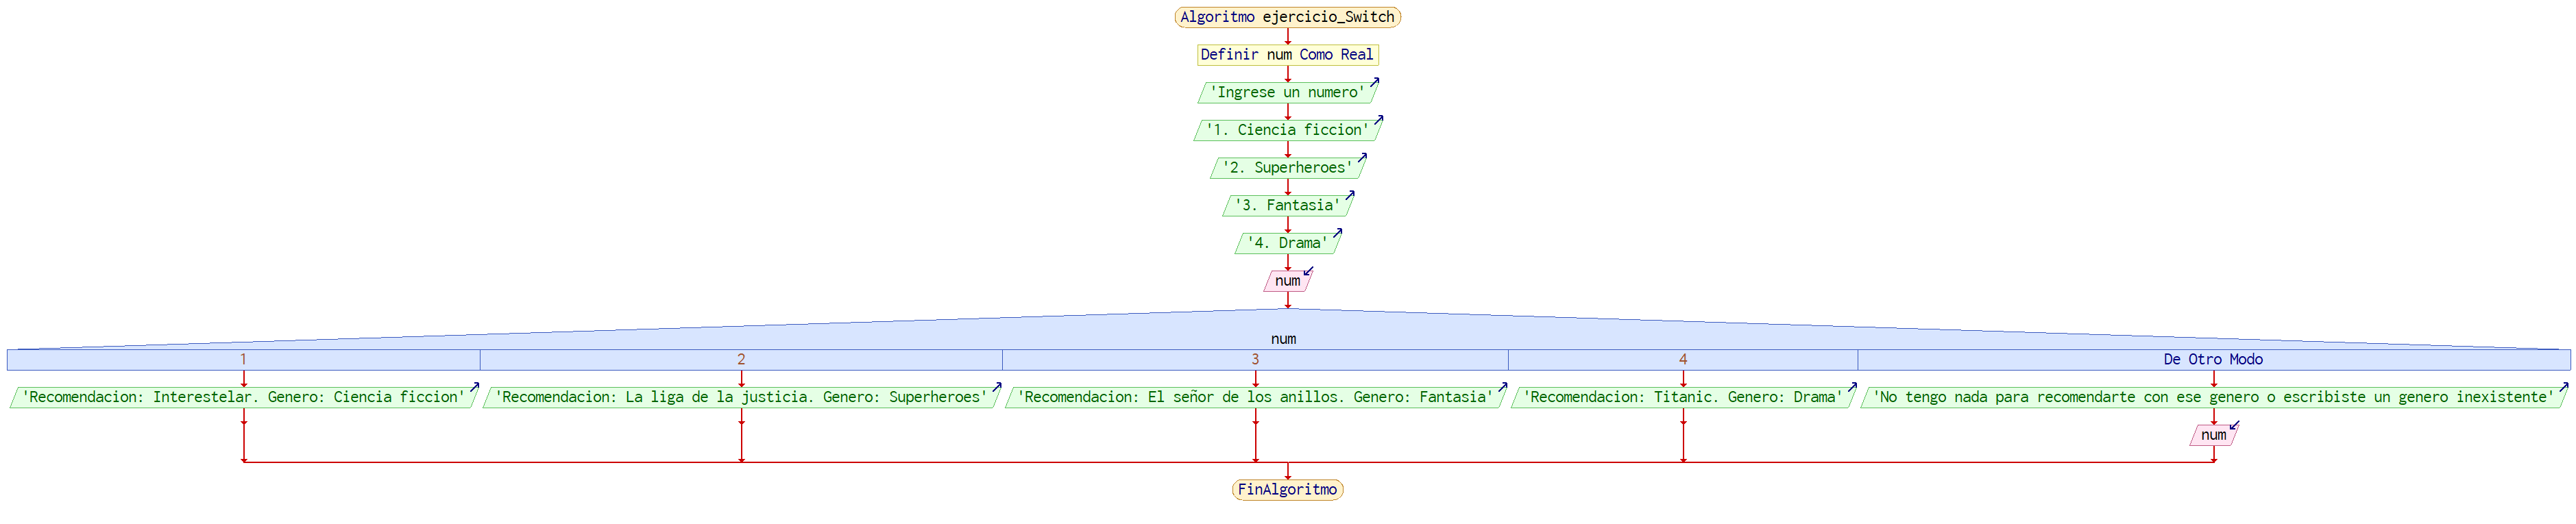 Algoritmo ejercicio_Switch
Definir num Como Real
'Ingrese un numero'
'1. Ciencia ficcion'
'2. Superheroes'
'3. Fantasia'
'4. Drama'
num
num
1 2 3 4 De Otro Modo
'Recomendacion: Interestelar. Genero: Ciencia ficcion' 'Recomendacion: La liga de la justicia. Genero: Superheroes' 'Recomendacion: El señor de los anillos. Genero: Fantasia' 'Recomendacion: Titanic. Genero: Drama' 'No tengo nada para recomendarte con ese genero o escribiste un genero inexistente'
num
FinAlgoritmo